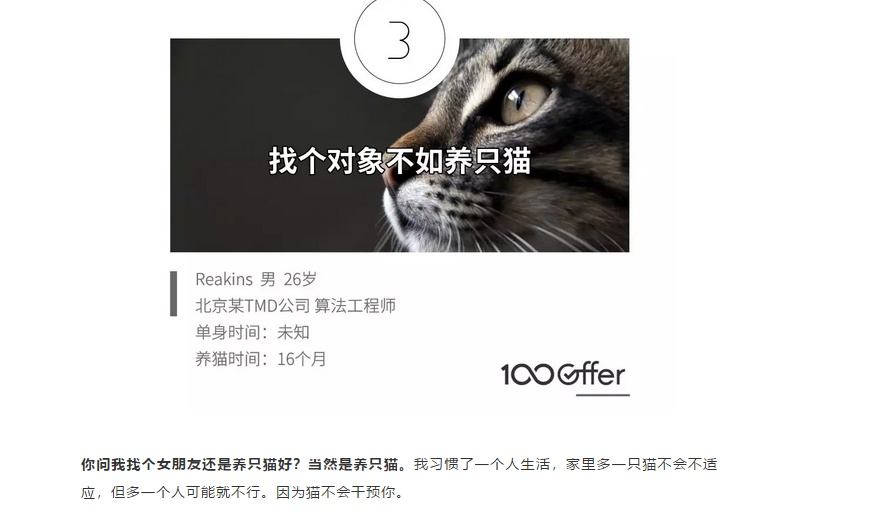 3
找个对象不如养只猫
Reakins 男 26岁
北京某TMD公司 算法工程师
单身时间：未知
养猫时间：16个月
100offer
你问我找个女朋友还是养只猫好？当然是养只猫。我习惯了一个人生活，家里多一只猫不会不适
应，但多一个人可能就不行。因为猫不会干预你。